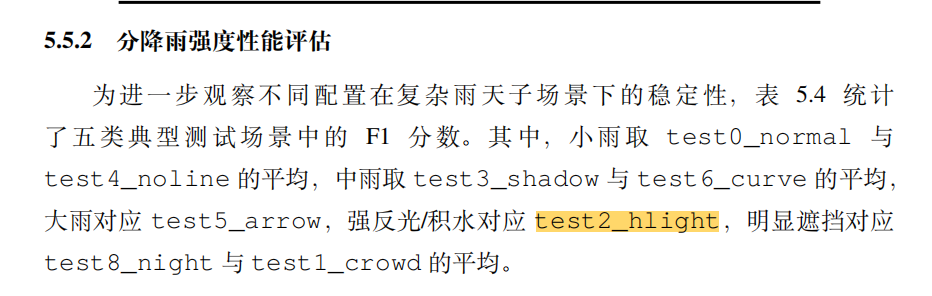 5.5.2 分降雨强度性能评估
为进一步观察不同配置在复杂雨天子场景下的稳定性，表 5.4 统计
了五类典型测试场景中的 F1 分数。其中，小雨取 test0_normal 与
test4_noline 的平均，中雨取 test3_shadow 与 test6_curve 的平均，
大雨对应 test5_arrow，强反光/积水对应 test2_hlight，明显遮挡对应
test8_night 与 test1_crowd 的平均。